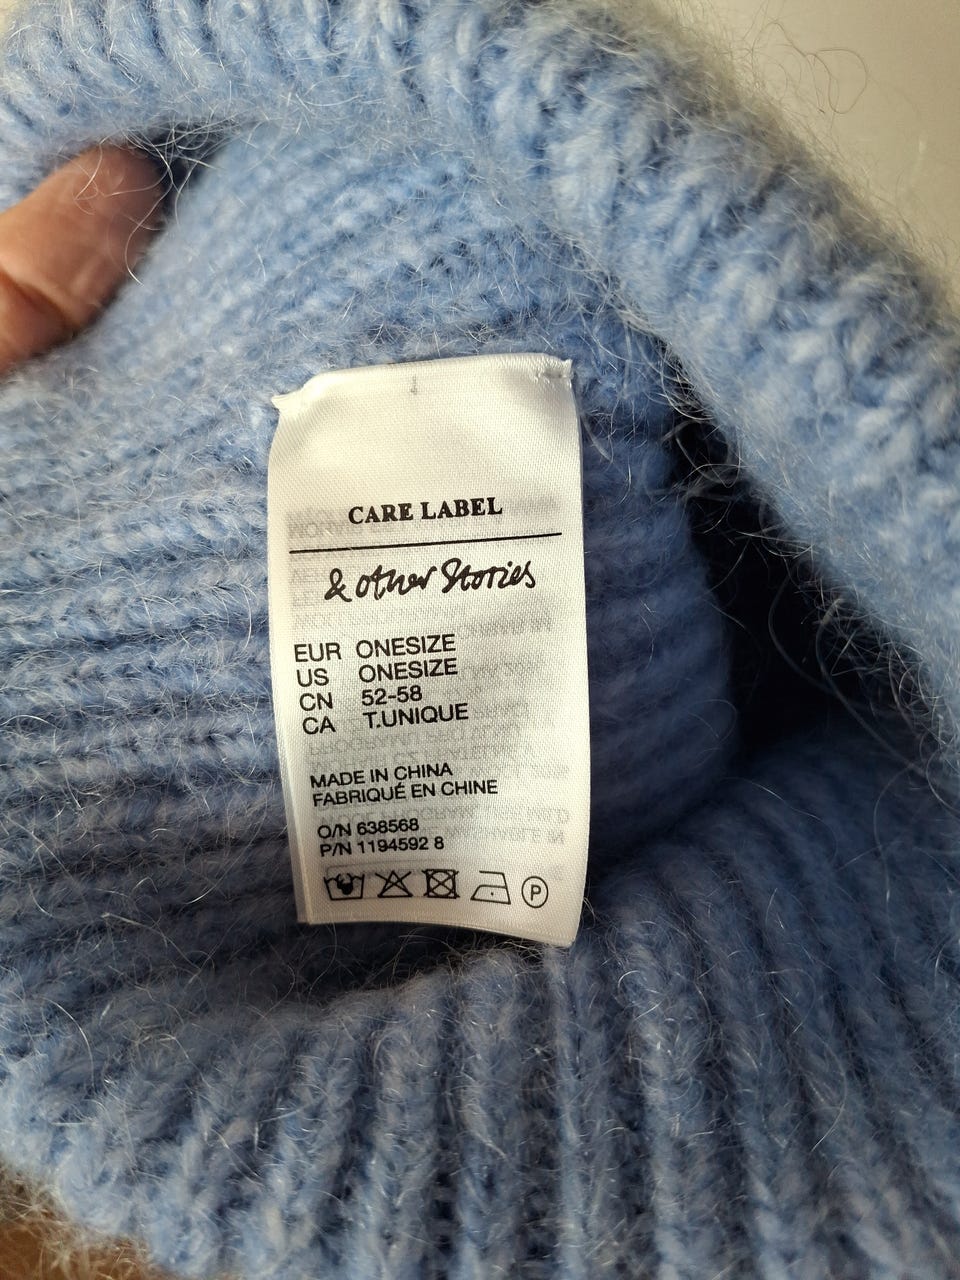 CARE LABEL
& other Stories
EUR ONESIZE
US ONESIZE
CN 52-58
CA T.UNIQUE
MADE IN CHINA
FABRIQUÉ EN CHINE
O/N 638568
P/N 1194592 8
P